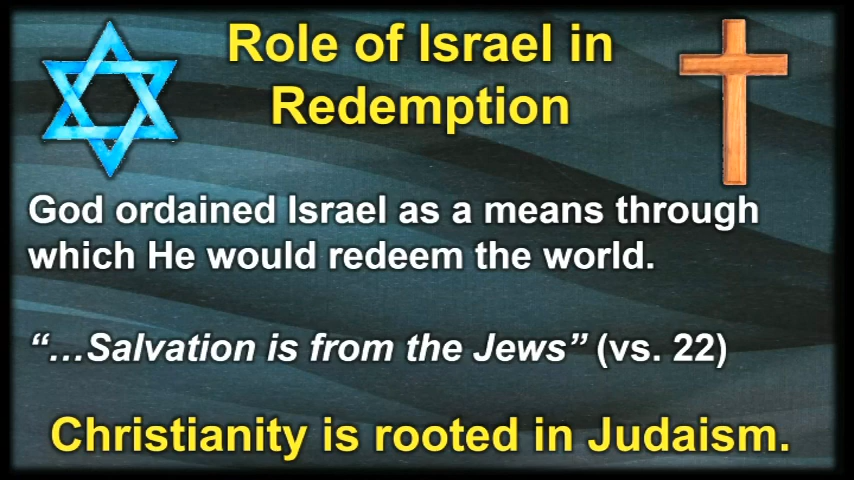 Role of Israel in
Redemption
God ordained Israel as a means through
which He would redeem the world.
“…Salvation is from the Jews” (vs. 22)
Christianity is rooted in Judaism.